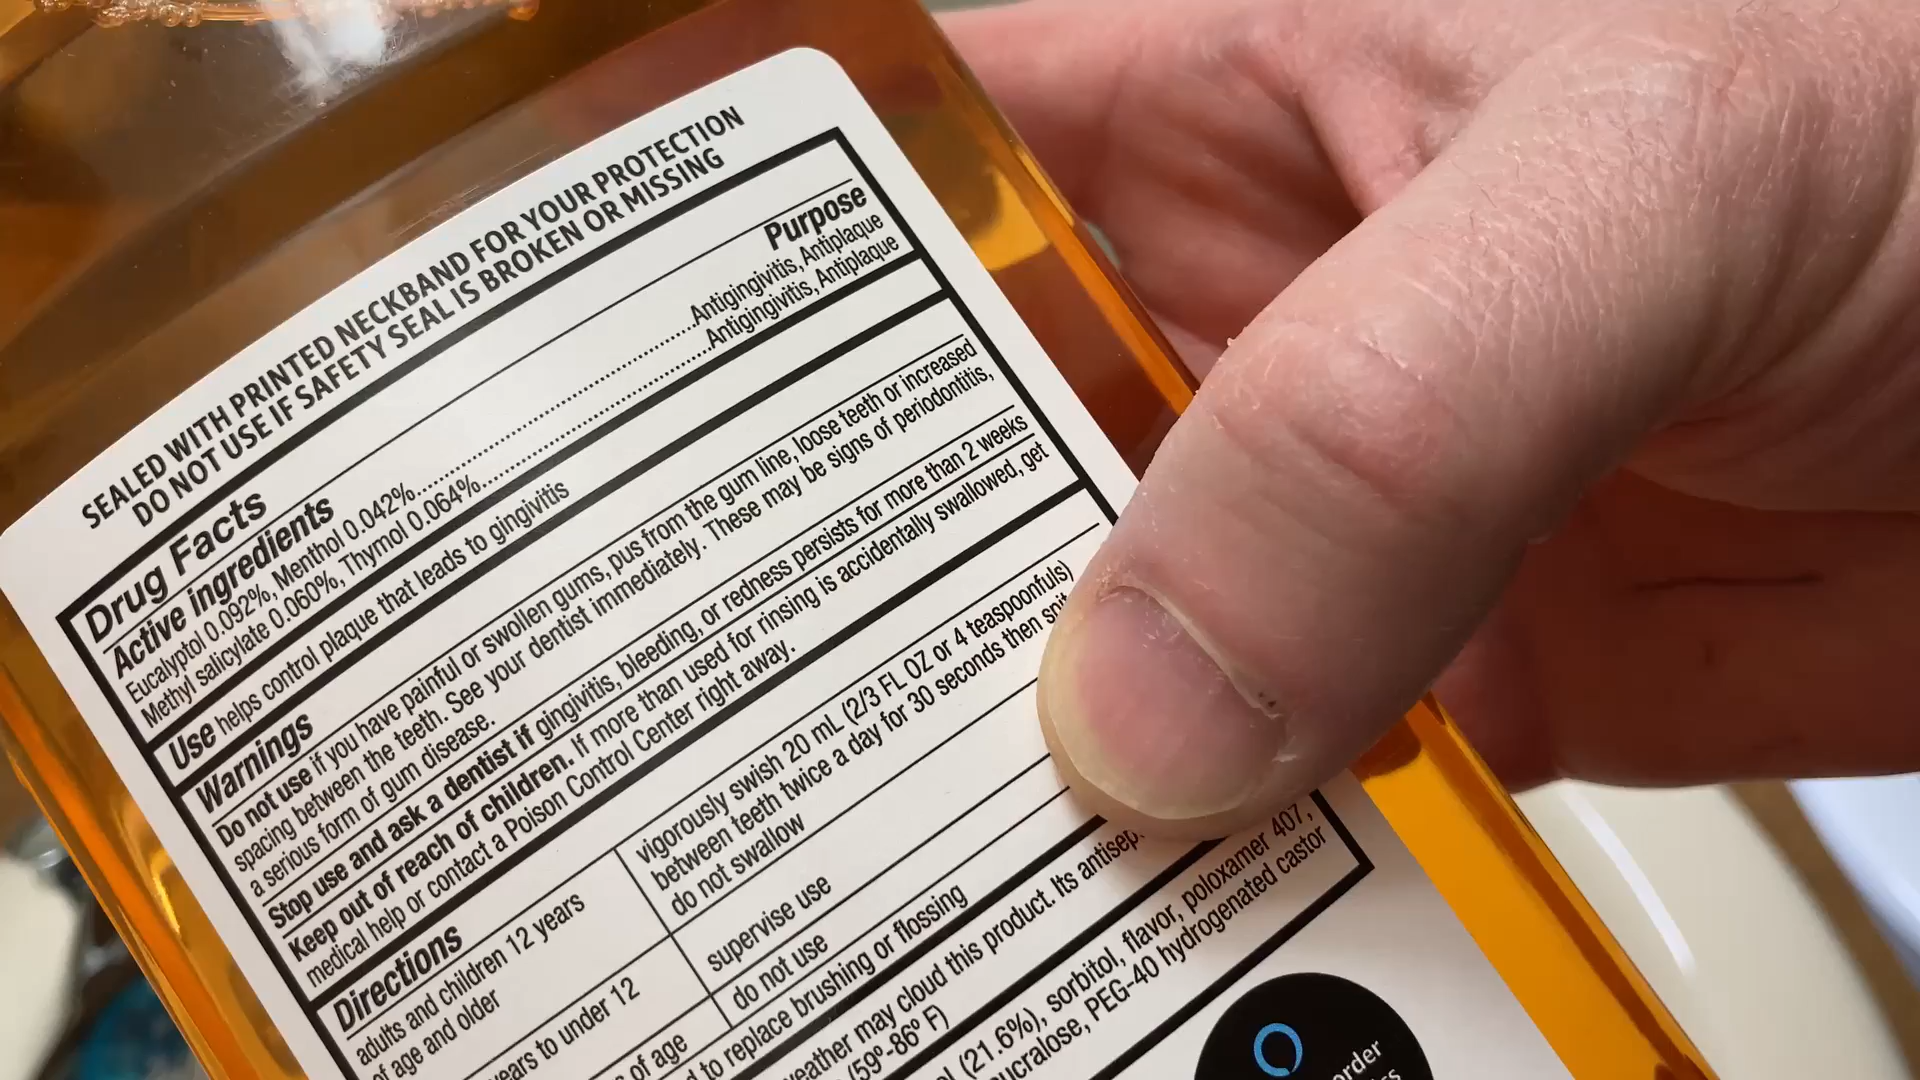 SEALED WITH PRINTED NECKBAND FOR YOUR PROTECTION
DO NOT USE IF SAFETY SEAL IS BROKEN OR MISSING
Drug Facts
Active ingredients Purpose
Eucalyptol 0.092%, Menthol 0.042%....................Antigingivitis, Antiplaque
Methyl salicylate 0.060%, Thymol 0.064%....................Antigingivitis, Antiplaque
Use helps control plaque that leads to gingivitis
Warnings
Do not use if you have painful or swollen gums, pus from the gum line, loose teeth or increased
spacing between the teeth. See your dentist immediately. These may be signs of periodontitis,
a serious form of gum disease.
Stop use and ask a dentist if gingivitis, bleeding, or redness persists for more than 2 weeks
Keep out of reach of children. If more than used for rinsing is accidentally swallowed, get
medical help or contact a Poison Control Center right away.
Directions
adults and children 12 years
of age and older
vigorously swish 20 mL (2/3 FL OZ or 4 teaspoonfuls)
between teeth twice a day for 30 seconds then spit
do not swallow
years to under 12
supervise use
of age
do not use
to replace brushing or flossing
weather may cloud this product. Its antisep
(59º-86º F)
(21.6%), sorbitol, flavor, poloxamer 407,
sucralose, PEG-40 hydrogenated castor